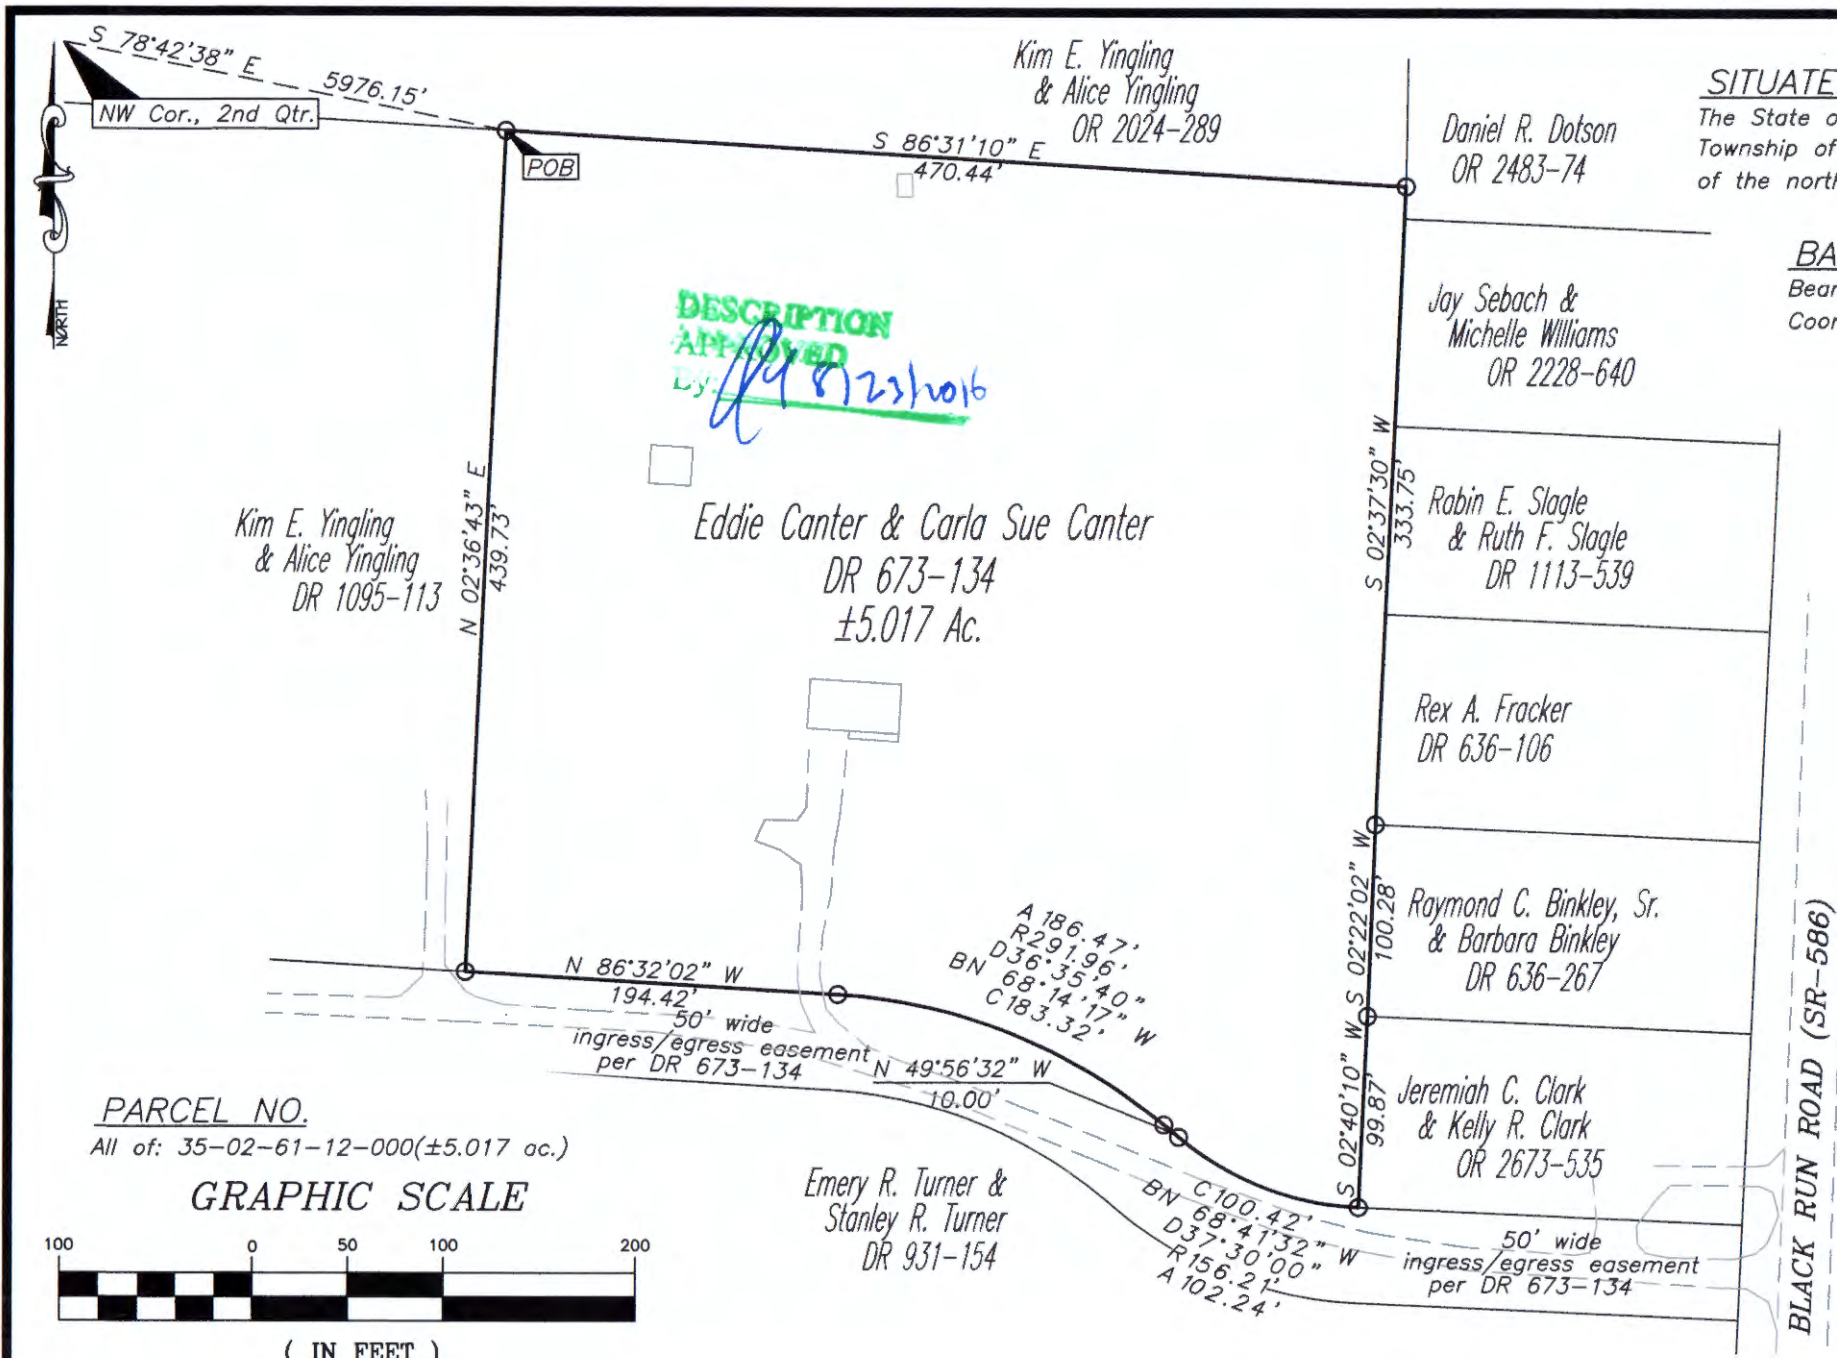 S 78°42'38" E
5976.15'
NW Cor., 2nd Qtr.
NORTH
POB
Kim E. Yingling
& Alice Yingling
OR 2024-289
S 86°31'10" E
470.44'
Daniel R. Dotson
OR 2483-74
SITUATE
The State o
Township of
of the north
BA
Bear
Coor
Jay Sebach &
Michelle Williams
OR 2228-640
DESCRIPTION
APPROVED
By:
8/23/2016
Kim E. Yingling
& Alice Yingling
DR 1095-113
N 02°36'43" E
439.73'
Eddie Canter & Carla Sue Canter
DR 673-134
±5.017 Ac.
S 02°37'30" W
333.75'
Robin E. Slagle
& Ruth F. Slagle
DR 1113-539
Rex A. Fracker
DR 636-106
S 02°22'02" W
100.28'
Raymond C. Binkley, Sr.
& Barbara Binkley
DR 636-267
A 186.47'
R291.96'
D36°35'40"
BN 68°14'17" W
C183.32'
N 86°32'02" W
194.42'
50' wide
ingress/egress easement
per DR 673-134
N 49°56'32" W
10.00'
S 02°40'10" W
99.87'
Jeremiah C. Clark
& Kelly R. Clark
OR 2673-535
BLACK RUN ROAD (SR-586)
PARCEL NO.
All of: 35-02-61-12-000(±5.017 ac.)
GRAPHIC SCALE
100 0 50 100 200
( IN FEET )
Emery R. Turner &
Stanley R. Turner
DR 931-154
C100.42'
BN 68°41'32" W
D37°30'00"
R156.21'
A 102.24'
50' wide
ingress/egress easement
per DR 673-134